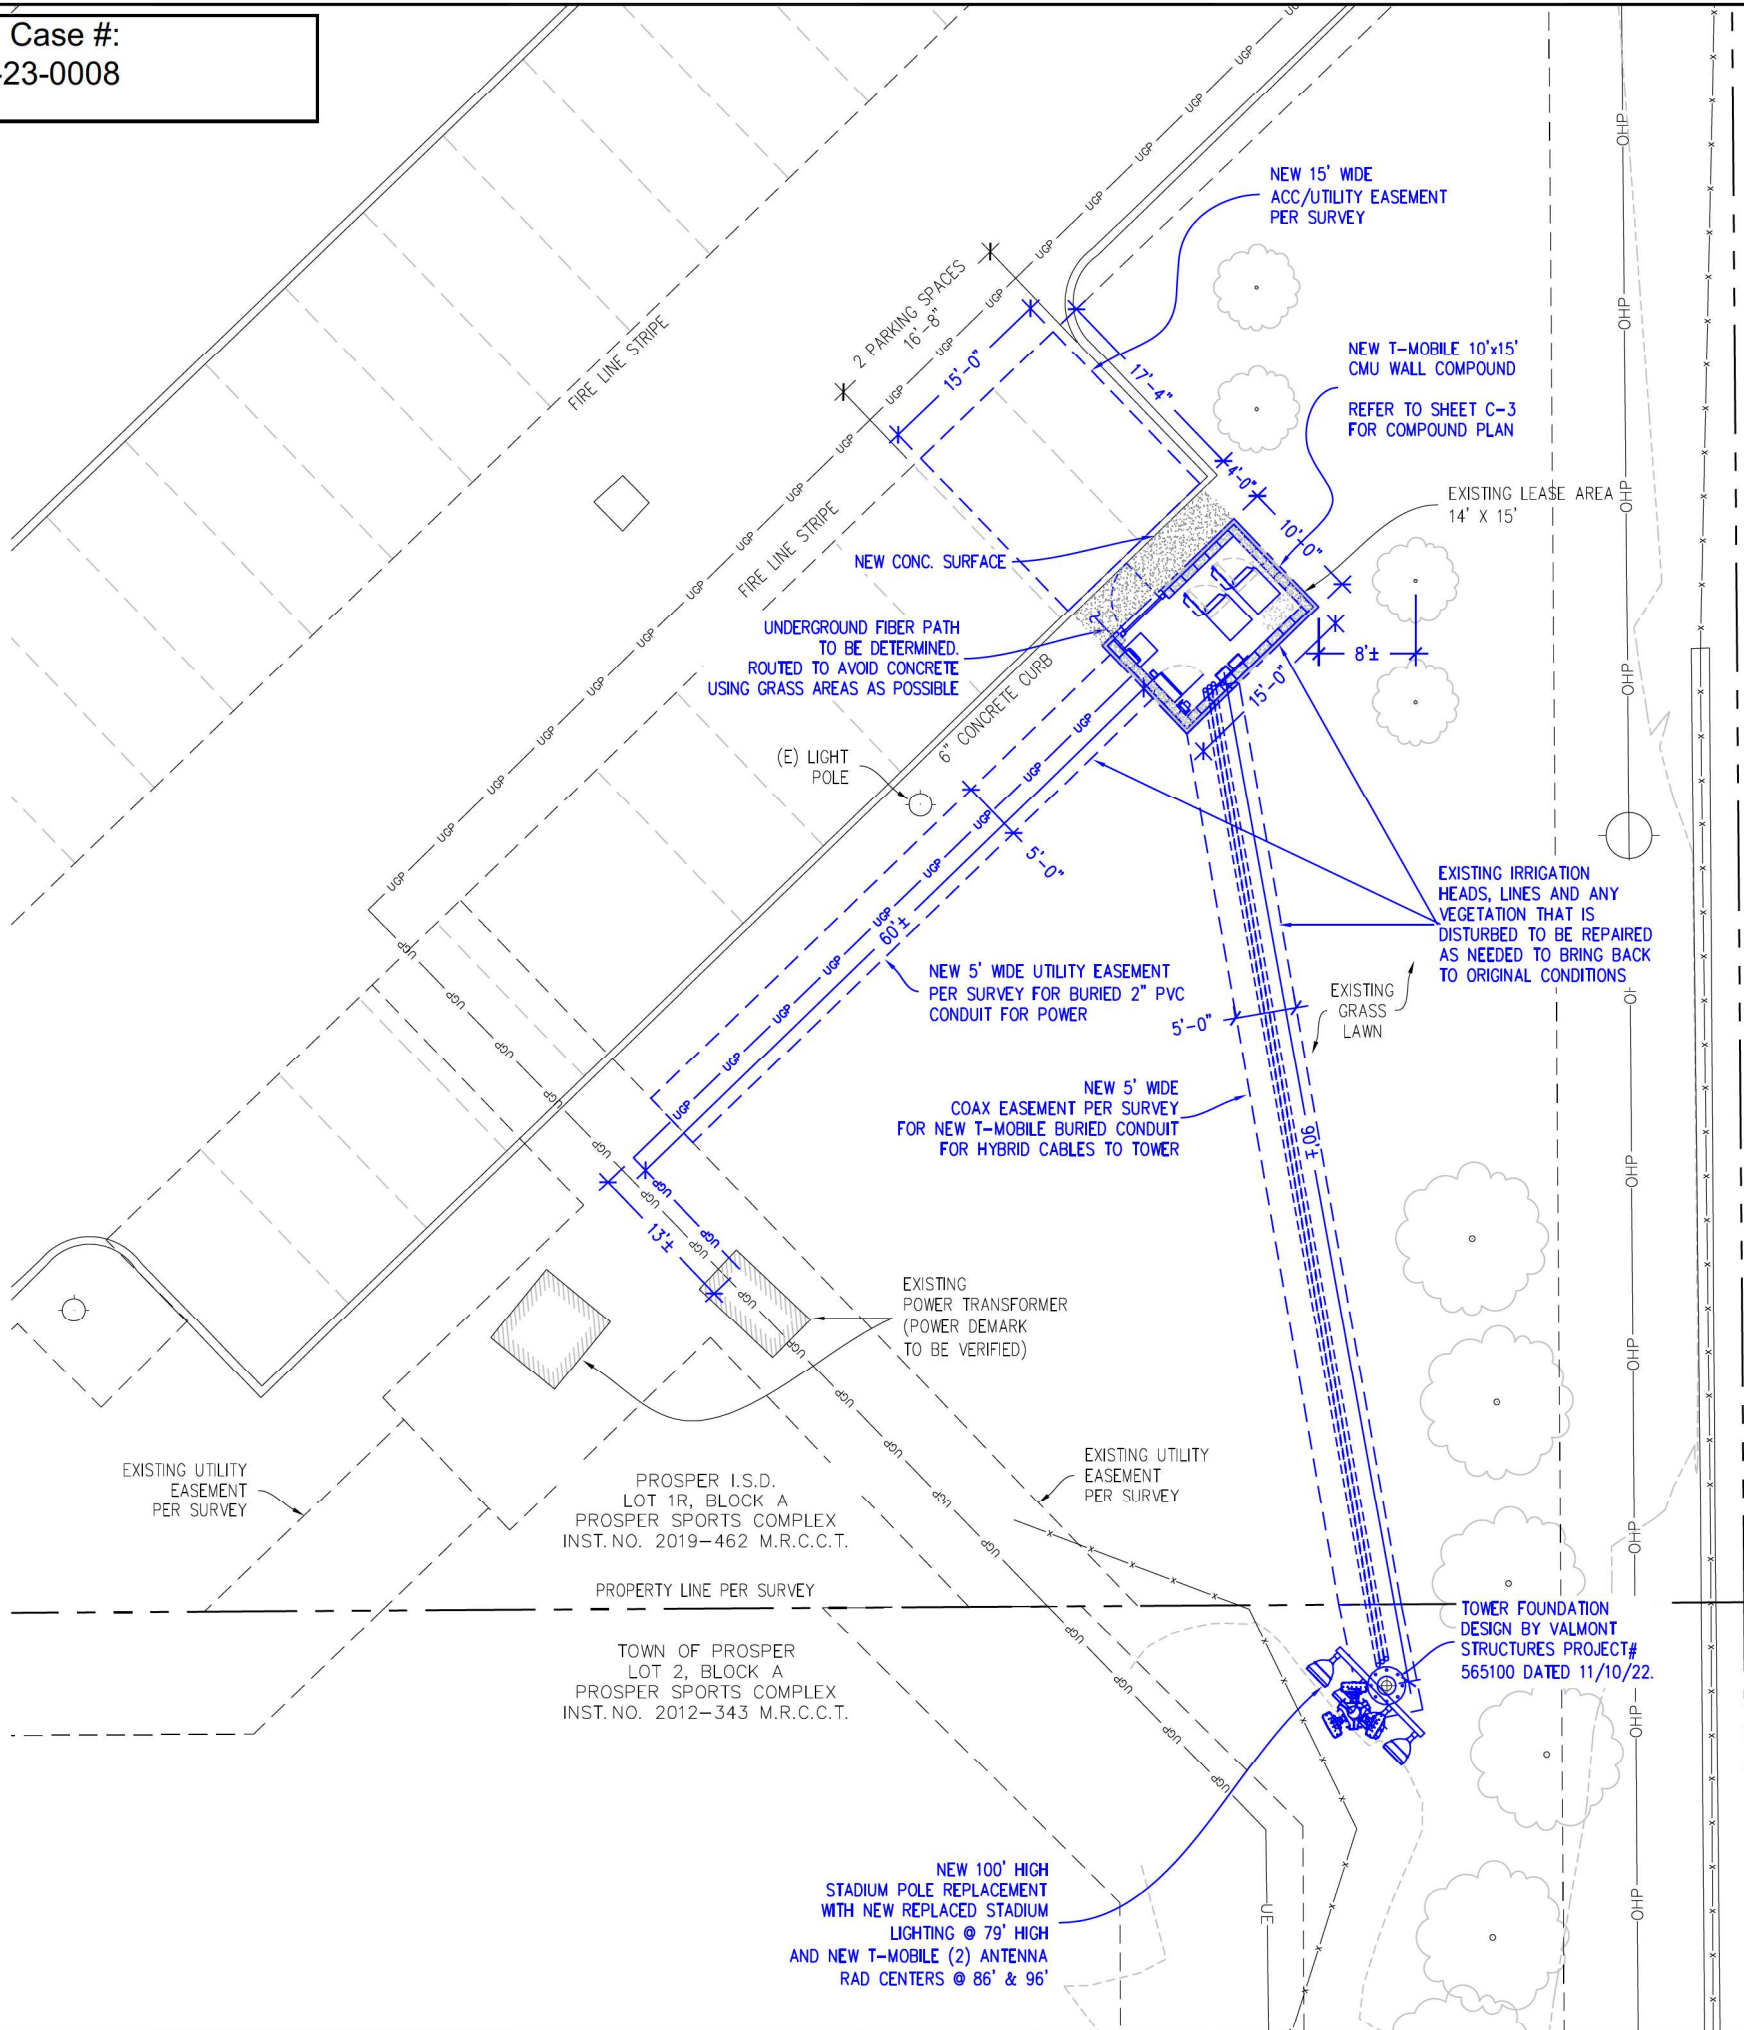 Case #:
-23-0008
NEW 15' WIDE
ACC/UTILITY EASEMENT
PER SURVEY
2 PARKING SPACES
16'-8"
15'-0"
17'-4"
FIRE LINE STRIPE
NEW T-MOBILE 10'x15'
CMU WALL COMPOUND
REFER TO SHEET C-3
FOR COMPOUND PLAN
4'-0"
10'-0"
EXISTING LEASE AREA
14' X 15'
FIRE LINE STRIPE
NEW CONC. SURFACE
UNDERGROUND FIBER PATH
TO BE DETERMINED.
ROUTED TO AVOID CONCRETE
USING GRASS AREAS AS POSSIBLE
8'±
15'-0"
6" CONCRETE CURB
(E) LIGHT
POLE
5'-0"
60'±
EXISTING IRRIGATION
HEADS, LINES AND ANY
VEGETATION THAT IS
DISTURBED TO BE REPAIRED
AS NEEDED TO BRING BACK
TO ORIGINAL CONDITIONS
NEW 5' WIDE UTILITY EASEMENT
PER SURVEY FOR BURIED 2" PVC
CONDUIT FOR POWER
EXISTING
GRASS
LAWN
5'-0"
NEW 5' WIDE
COAX EASEMENT PER SURVEY
FOR NEW T-MOBILE BURIED CONDUIT
FOR HYBRID CABLES TO TOWER
90'±
13'±
EXISTING
POWER TRANSFORMER
(POWER DEMARK
TO BE VERIFIED)
EXISTING UTILITY
EASEMENT
PER SURVEY
EXISTING UTILITY
EASEMENT
PER SURVEY
PROSPER I.S.D.
LOT 1R, BLOCK A
PROSPER SPORTS COMPLEX
INST. NO. 2019-462 M.R.C.C.T.
PROPERTY LINE PER SURVEY
TOWN OF PROSPER
LOT 2, BLOCK A
PROSPER SPORTS COMPLEX
INST. NO. 2012-343 M.R.C.C.T.
TOWER FOUNDATION
DESIGN BY VALMONT
STRUCTURES PROJECT#
565100 DATED 11/10/22.
NEW 100' HIGH
STADIUM POLE REPLACEMENT
WITH NEW REPLACED STADIUM
LIGHTING @ 79' HIGH
AND NEW T-MOBILE (2) ANTENNA
RAD CENTERS @ 86' & 96'
UE
UGP
OHP